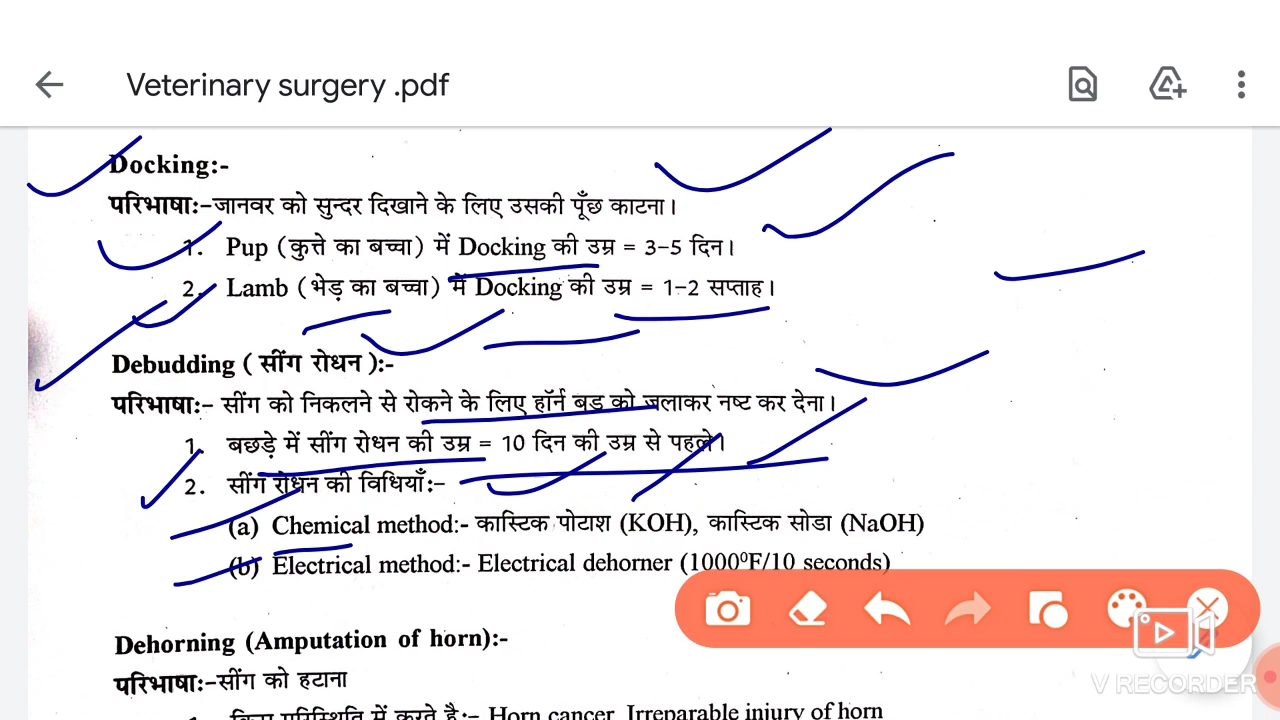 Veterinary surgery .pdf
Docking:-
परिभाषाः-जानवर को सुन्दर दिखाने के लिए उसकी पूँछ काटना।
1. Pup (कुत्ते का बच्चा) में Docking की उम्र = 3-5 दिन।
2. Lamb (भेड़ का बच्चा) में Docking की उम्र = 1-2 सप्ताह।
Debudding ( सींग रोधन ):-
परिभाषाः- सींग को निकलने से रोकने के लिए हॉर्न बड को जलाकर नष्ट कर देना।
1. बछड़े में सींग रोधन की उम्र = 10 दिन की उम्र से पहले।
2. सींग रोधन की विधियाँ:-
(a) Chemical method:- कास्टिक पोटाश (KOH), कास्टिक सोडा (NaOH)
(b) Electrical method:- Electrical dehorner (1000⁰F/10 seconds)
Dehorning (Amputation of horn):-
परिभाषाः-सींग को हटाना
1. किस परिस्थिति में करते है:- Horn cancer, Irreparable injury of horn
V RECORDER